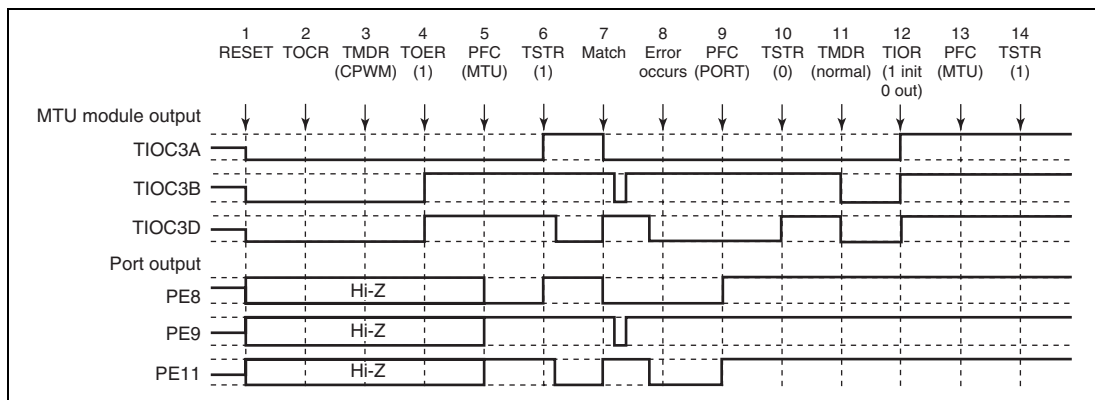 1 2 3 4 5 6 7 8 9 10 11 12 13 14
RESET TOCR TMDR TOER PFC TSTR Match Error PFC TSTR TMDR TIOR PFC TSTR
(CPWM) (1) (MTU) (1) occurs (PORT) (0) (normal) (1 init (MTU) (1)
0 out)
MTU module output
TIOC3A
TIOC3B
TIOC3D
Port output
PE8 Hi-Z
PE9 Hi-Z
PE11 Hi-Z